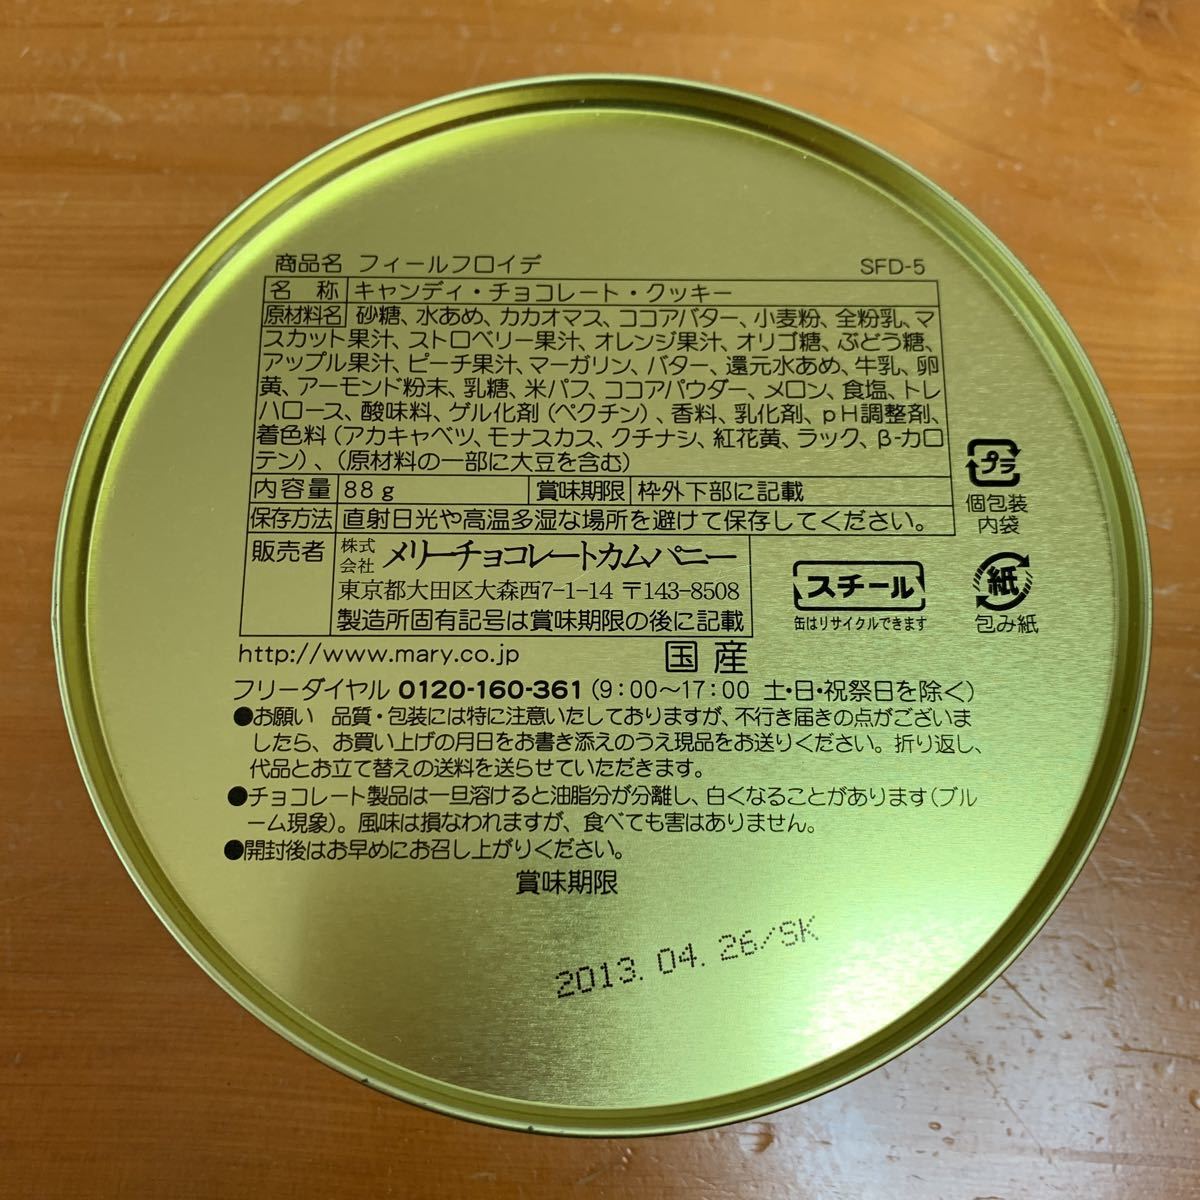 商品名 フィールフロイデ SFD-5
名 称 キャンディ・チョコレート・クッキー
原材料名 砂糖、水あめ、カカオマス、ココアバター、小麦粉、全粉乳、マ
スカット果汁、ストロベリー果汁、オレンジ果汁、オリゴ糖、ぶどう糖、
アップル果汁、ピーチ果汁、マーガリン、バター、還元水あめ、牛乳、卵
黄、アーモンド粉末、乳糖、米パフ、ココアパウダー、メロン、食塩、トレ
ハロース、酸味料、ゲル化剤(ペクチン)、香料、乳化剤、pH調整剤、
着色料(アカキャベツ、モナスカス、クチナシ、紅花黄、ラック、β-カロ
テン)、(原材料の一部に大豆を含む)
内容量 88g 賞味期限 枠外下部に記載
保存方法 直射日光や高温多湿な場所を避けて保存してください。
販売者 株式会社 メリーチョコレートカムパニー
東京都大田区大森西7-1-14 〒143-8508
製造所固有記号は賞味期限の後に記載
プラ
個包装
内袋
スチール
缶はリサイクルできます
紙
包み紙
http://www.mary.co.jp 国産
フリーダイヤル 0120-160-361 (9:00〜17:00 土・日・祝祭日を除く)
●お願い 品質・包装には特に注意いたしておりますが、不行き届きの点がございま
したら、お買い上げの月日をお書き添えのうえ現品をお送りください。折り返し、
代品とお立て替えの送料を送らせていただきます。
●チョコレート製品は一旦溶けると油脂分が分離し、白くなることがあります(ブル
ーム現象)。風味は損なわれますが、食べても害はありません。
●開封後はお早めにお召し上がりください。
賞味期限
2013.04.26/SK